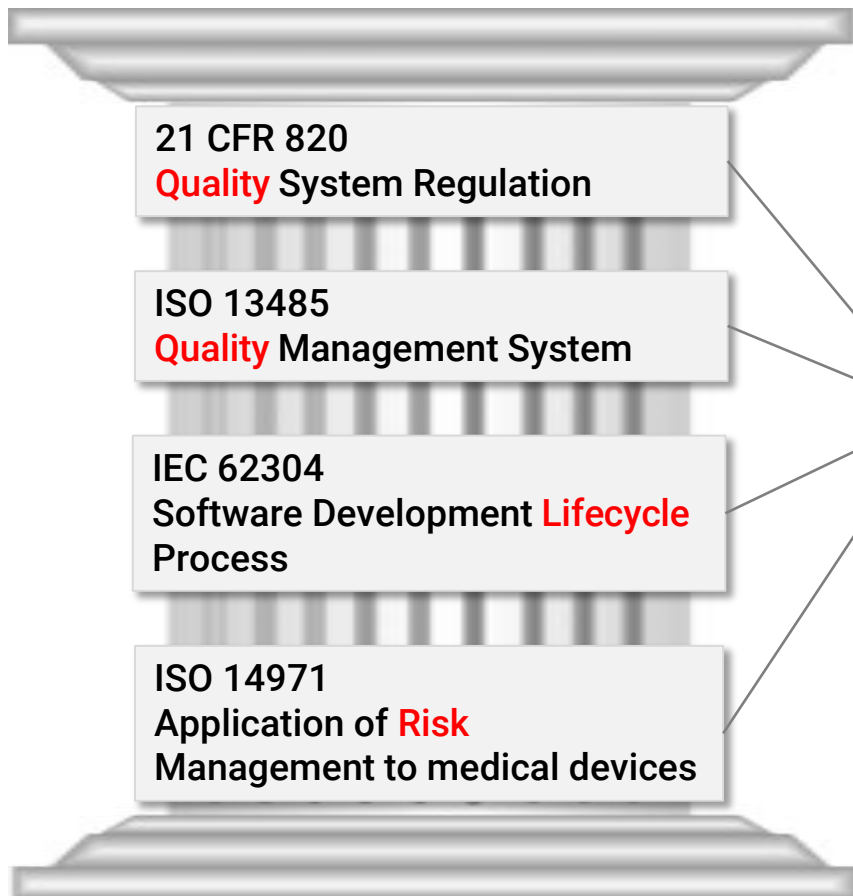 21 CFR 820
Quality System Regulation
ISO 13485
Quality Management System
IEC 62304
Software Development Lifecycle
Process
ISO 14971
Application of Risk
Management to medical devices